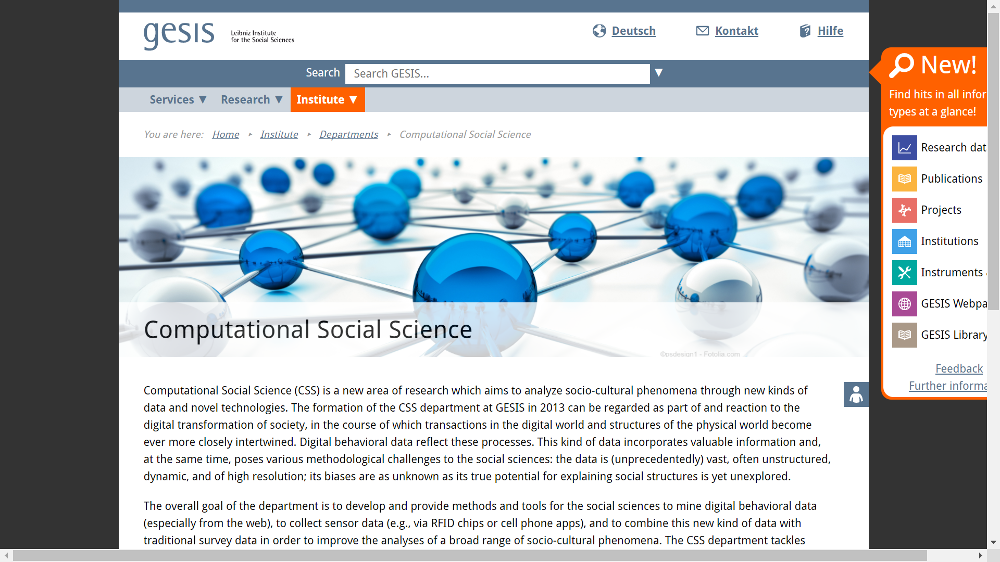 gesis
Leibniz Institute
for the Social Sciences
Deutsch
Kontakt
Hilfe
Search
Search GESIS...
▼
Services ▼
Research ▼
Institute ▼
You are here: Home ‣ Institute ‣ Departments ‣ Computational Social Science
Computational Social Science
©psdesign1 - Fotolia.com
Computational Social Science (CSS) is a new area of research which aims to analyze socio-cultural phenomena through new kinds of
data and novel technologies. The formation of the CSS department at GESIS in 2013 can be regarded as part of and reaction to the
digital transformation of society, in the course of which transactions in the digital world and structures of the physical world become
ever more closely intertwined. Digital behavioral data reflect these processes. This kind of data incorporates valuable information and,
at the same time, poses various methodological challenges to the social sciences: the data is (unprecedentedly) vast, often unstructured,
dynamic, and of high resolution; its biases are as unknown as its true potential for explaining social structures is yet unexplored.
The overall goal of the department is to develop and provide methods and tools for the social sciences to mine digital behavioral data
(especially from the web), to collect sensor data (e.g., via RFID chips or cell phone apps), and to combine this new kind of data with
traditional survey data in order to improve the analyses of a broad range of socio-cultural phenomena. The CSS department tackles
New!
Find hits in all infor
types at a glance!
Research dat
Publications
Projects
Institutions
Instruments
GESIS Webpa
GESIS Library
Feedback
Further informa